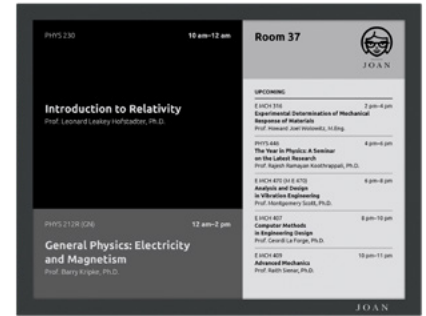 PHYS 230 10 am–12 am
Introduction to Relativity
Prof. Leonard Leakey Hofstadter, Ph.D.
PHYS 212R (GN) 12 am–2 pm
General Physics: Electricity
and Magnetism
Prof. Barry Kripke, Ph.D.
Room 37
JOAN
UPCOMING
E MCH 316 2 pm–4 pm
Experimental Determination of Mechanical
Response of Materials
Prof. Howard Joel Wolowitz, M.Eng.
PHYS 446 4 pm–6 pm
The Year in Physics: A Seminar
on the Latest Research
Prof. Rajesh Ramayan Koothrappali, Ph.D.
E MCH 470 (M E 470) 6 pm–8 pm
Analysis and Design
in Vibration Engineering
Prof. Montgomery Scott, Ph.D.
E MCH 407 8 pm–10 pm
Computer Methods
in Engineering Design
Prof. Geordi La Forge, Ph.D.
E MCH 409 10 pm–11 pm
Advanced Mechanics
Prof. Raith Sienar, Ph.D.
JOAN